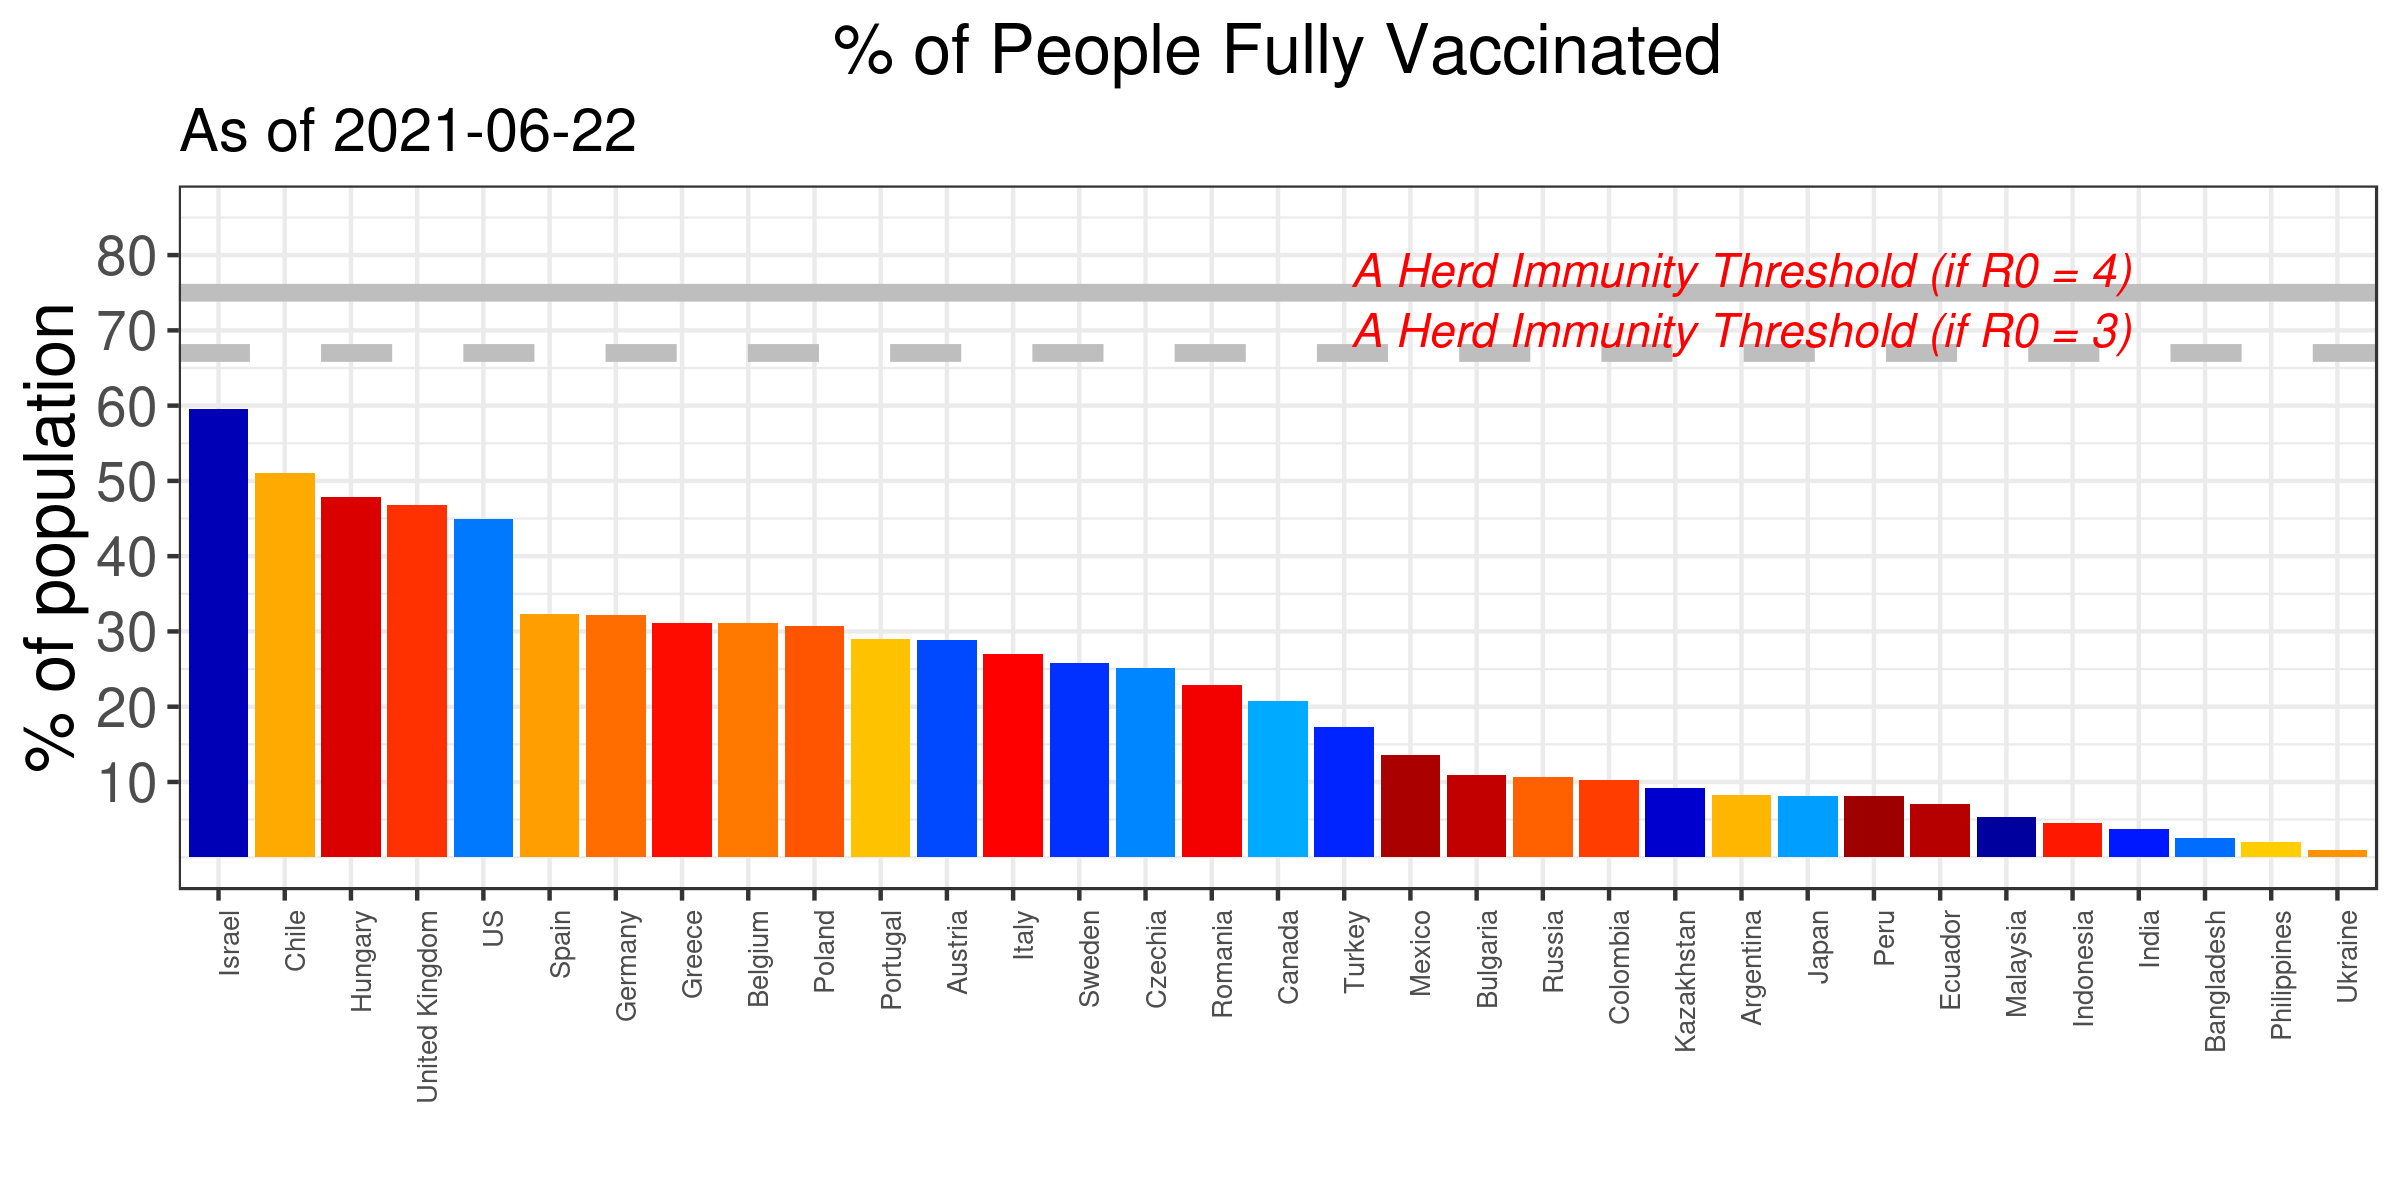 % of People Fully Vaccinated
As of 2021-06-22
% of population
80
70
60
50
40
30
20
10
A Herd Immunity Threshold (if R0 = 4)
A Herd Immunity Threshold (if R0 = 3)
Israel
Chile
Hungary
United Kingdom
US
Spain
Germany
Greece
Belgium
Poland
Portugal
Austria
Italy
Sweden
Czechia
Romania
Canada
Turkey
Mexico
Bulgaria
Russia
Colombia
Kazakhstan
Argentina
Japan
Peru
Ecuador
Malaysia
Indonesia
India
Bangladesh
Philippines
Ukraine